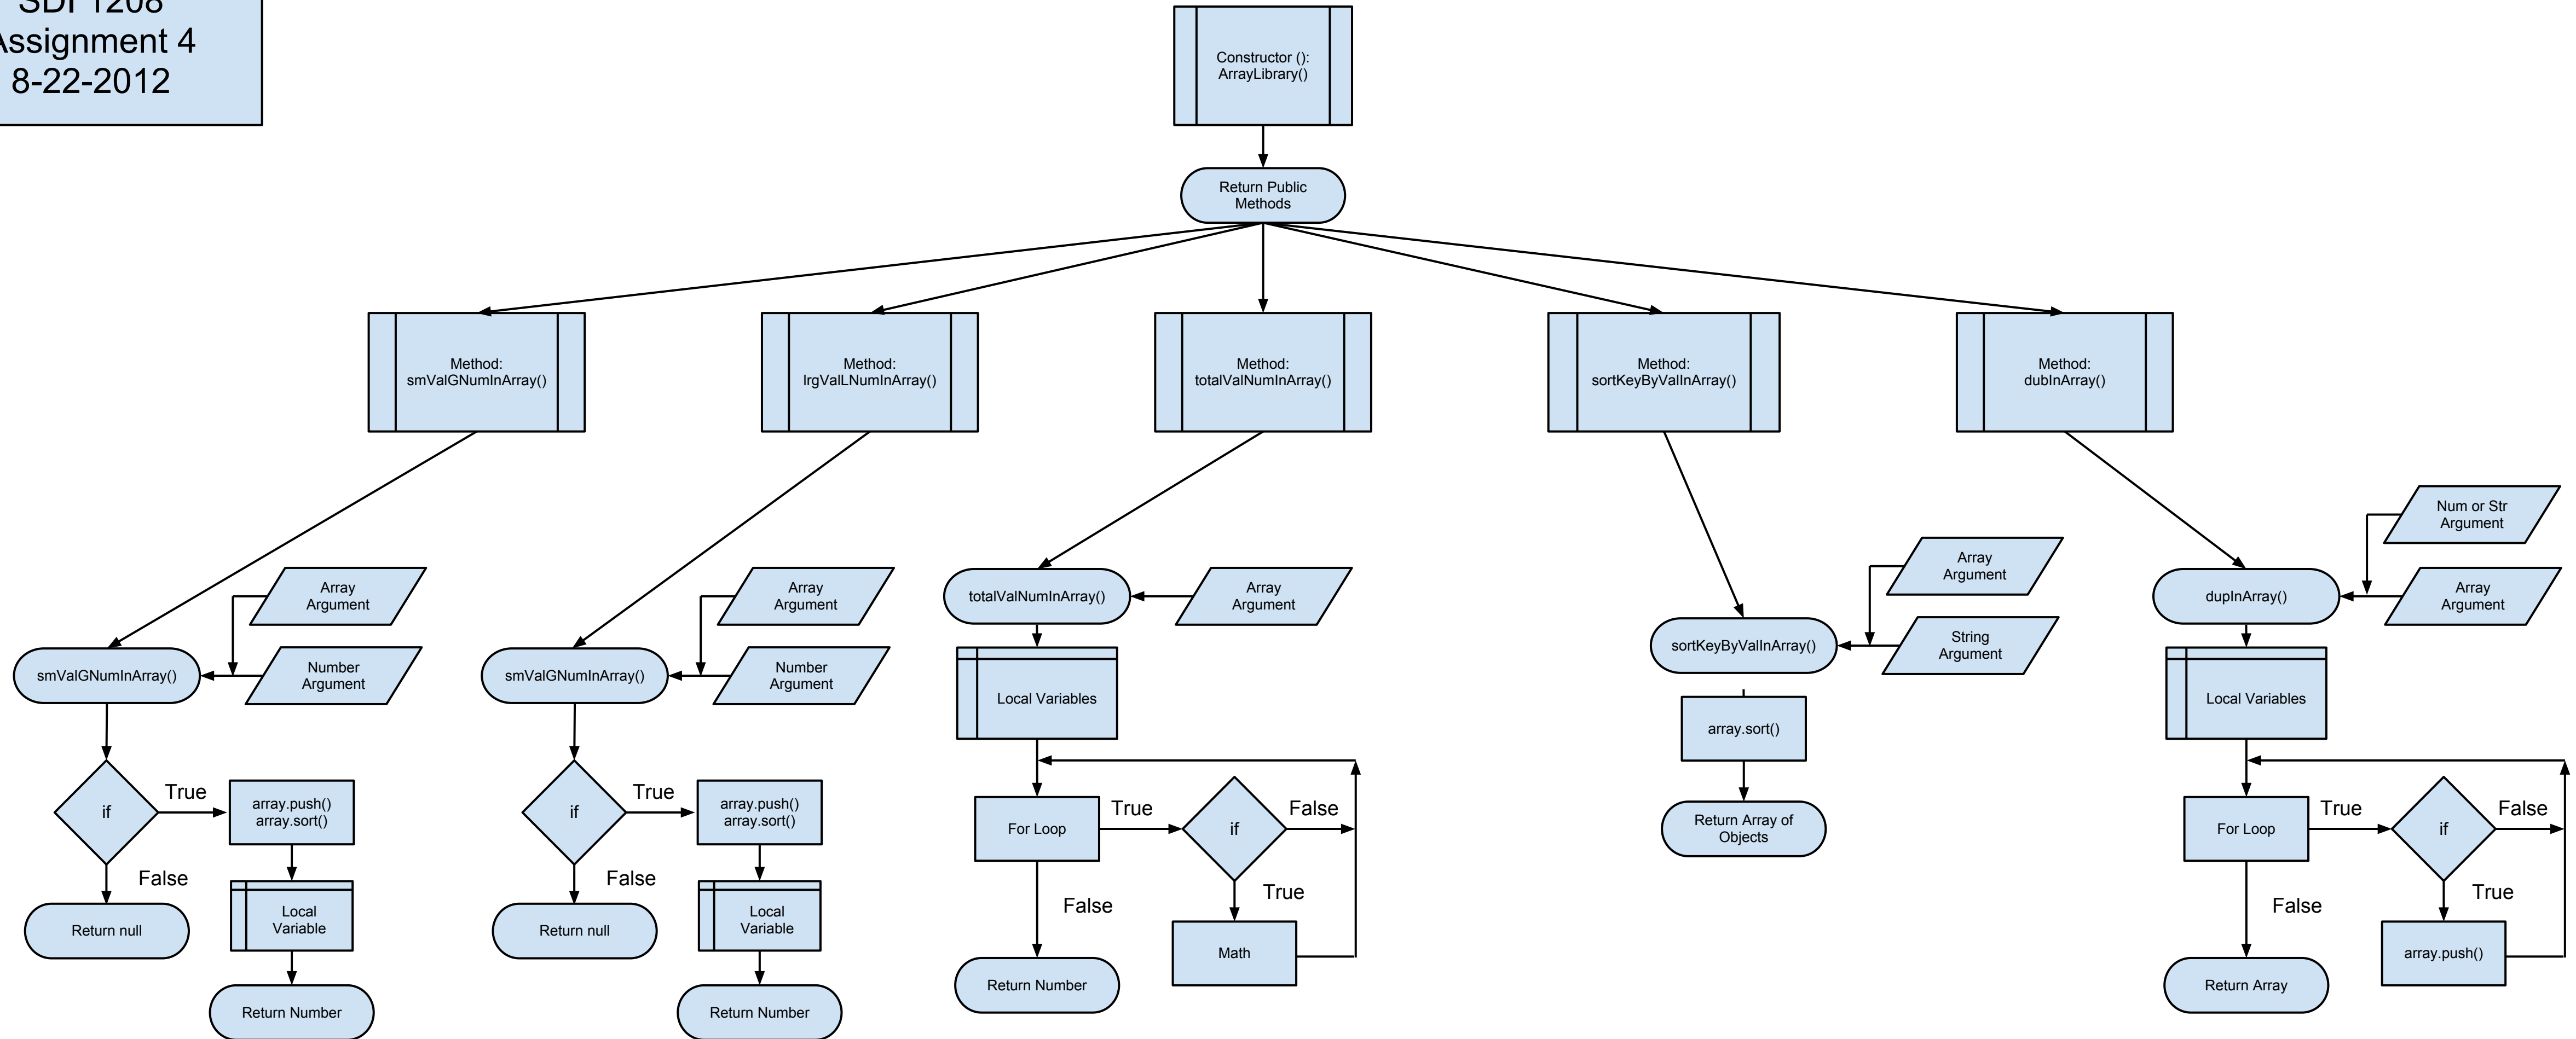 SDI 1208
Assignment 4
8-22-2012
Constructor ():
ArrayLibrary()
Return Public
Methods
Method:
smValGNumInArray()
Method:
lrgValLNumInArray()
Method:
totalValNumInArray()
Method:
sortKeyByValInArray()
Method:
dubInArray()
Array
Argument
smValGNumInArray()
Number
Argument
if
True
array.push()
array.sort()
False
Return null
Local
Variable
Return Number
Array
Argument
smValGNumInArray()
Number
Argument
if
True
array.push()
array.sort()
False
Return null
Local
Variable
Return Number
totalValNumInArray()
Array
Argument
Local Variables
For Loop
True
if
False
True
False
Math
Return Number
Array
Argument
sortKeyByValInArray()
String
Argument
array.sort()
Return Array of
Objects
Num or Str
Argument
dupInArray()
Array
Argument
Local Variables
For Loop
True
if
False
True
False
array.push()
Return Array